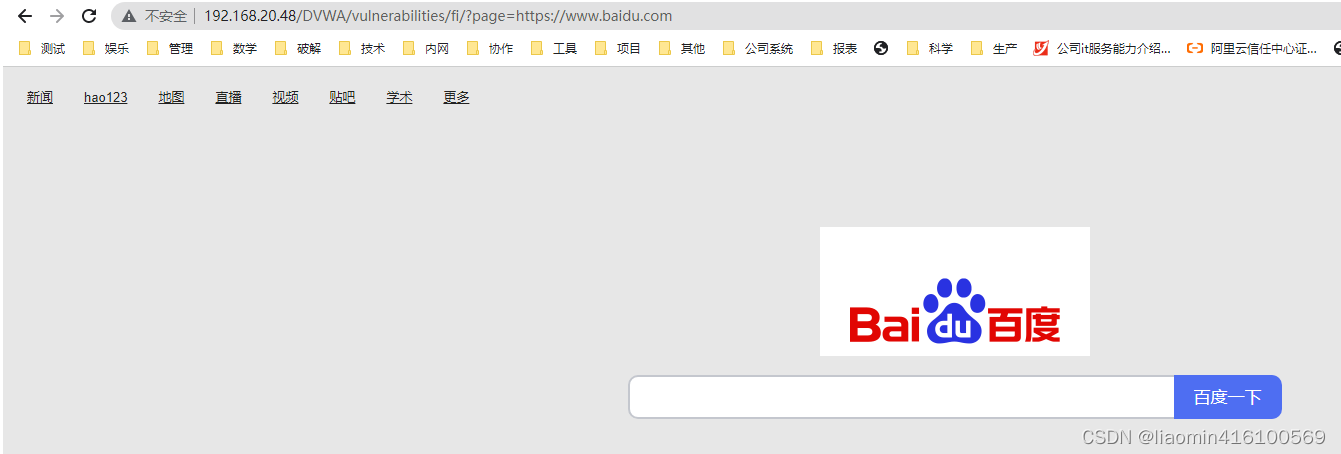 不安全 192.168.20.48/DVWA/vulnerabilities/fi/?page=https://www.baidu.com
测试 娱乐 管理 数学 破解 技术 内网 协作 工具 项目 其他 公司系统 报表 科学 生产 公司it服务能力介绍... 阿里云信任中心证...
新闻 hao123 地图 直播 视频 贴吧 学术 更多
Bai du 百度
百度一下
CSDN @liaomin416100569